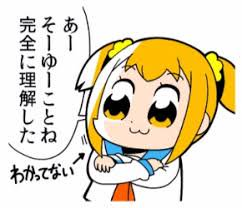 あー
そーゆーことね
完全に理解した
わかってない